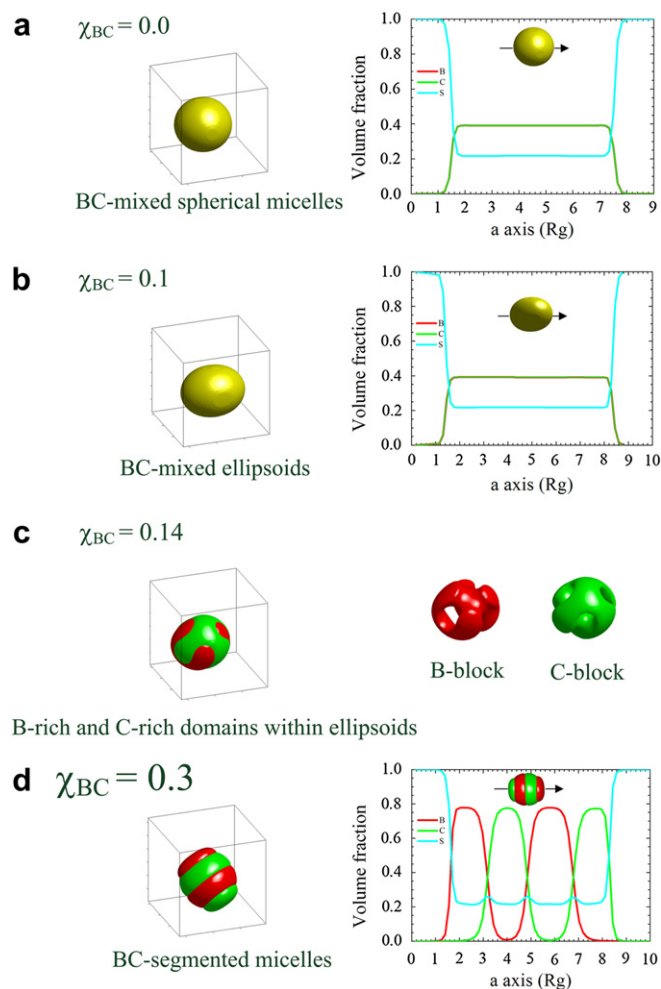 a
χBC = 0.0
BC-mixed spherical micelles
Volume fraction
1.0
0.8
0.6
0.4
0.2
0.0
B
C
S
0 1 2 3 4 5 6 7 8 9
a axis (Rg)
b
χBC = 0.1
BC-mixed ellipsoids
Volume fraction
1.0
0.8
0.6
0.4
0.2
0.0
B
C
S
0 1 2 3 4 5 6 7 8 9 10
a axis (Rg)
c
χBC = 0.14
B-rich and C-rich domains within ellipsoids
B-block
C-block
d
χBC = 0.3
BC-segmented micelles
Volume fraction
1.0
0.8
0.6
0.4
0.2
0.0
B
C
S
0 1 2 3 4 5 6 7 8 9 10
a axis (Rg)